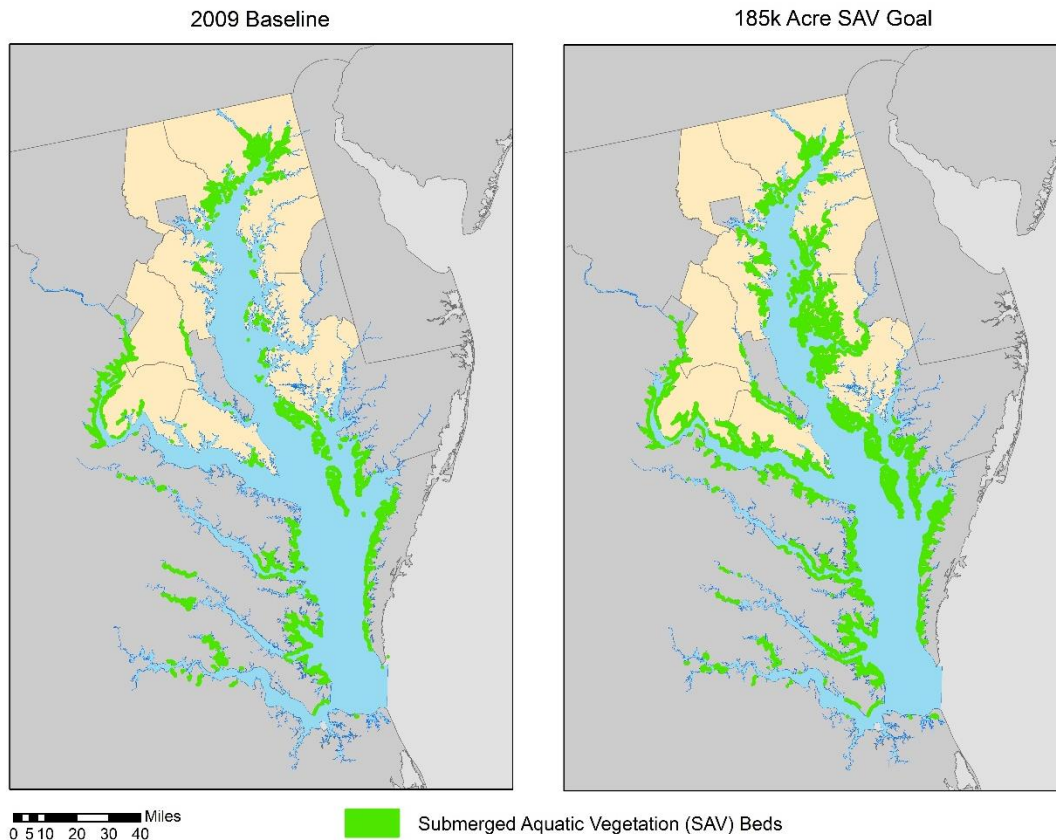 2009 Baseline
185k Acre SAV Goal
Miles
0 5 10 20 30 40
Submerged Aquatic Vegetation (SAV) Beds